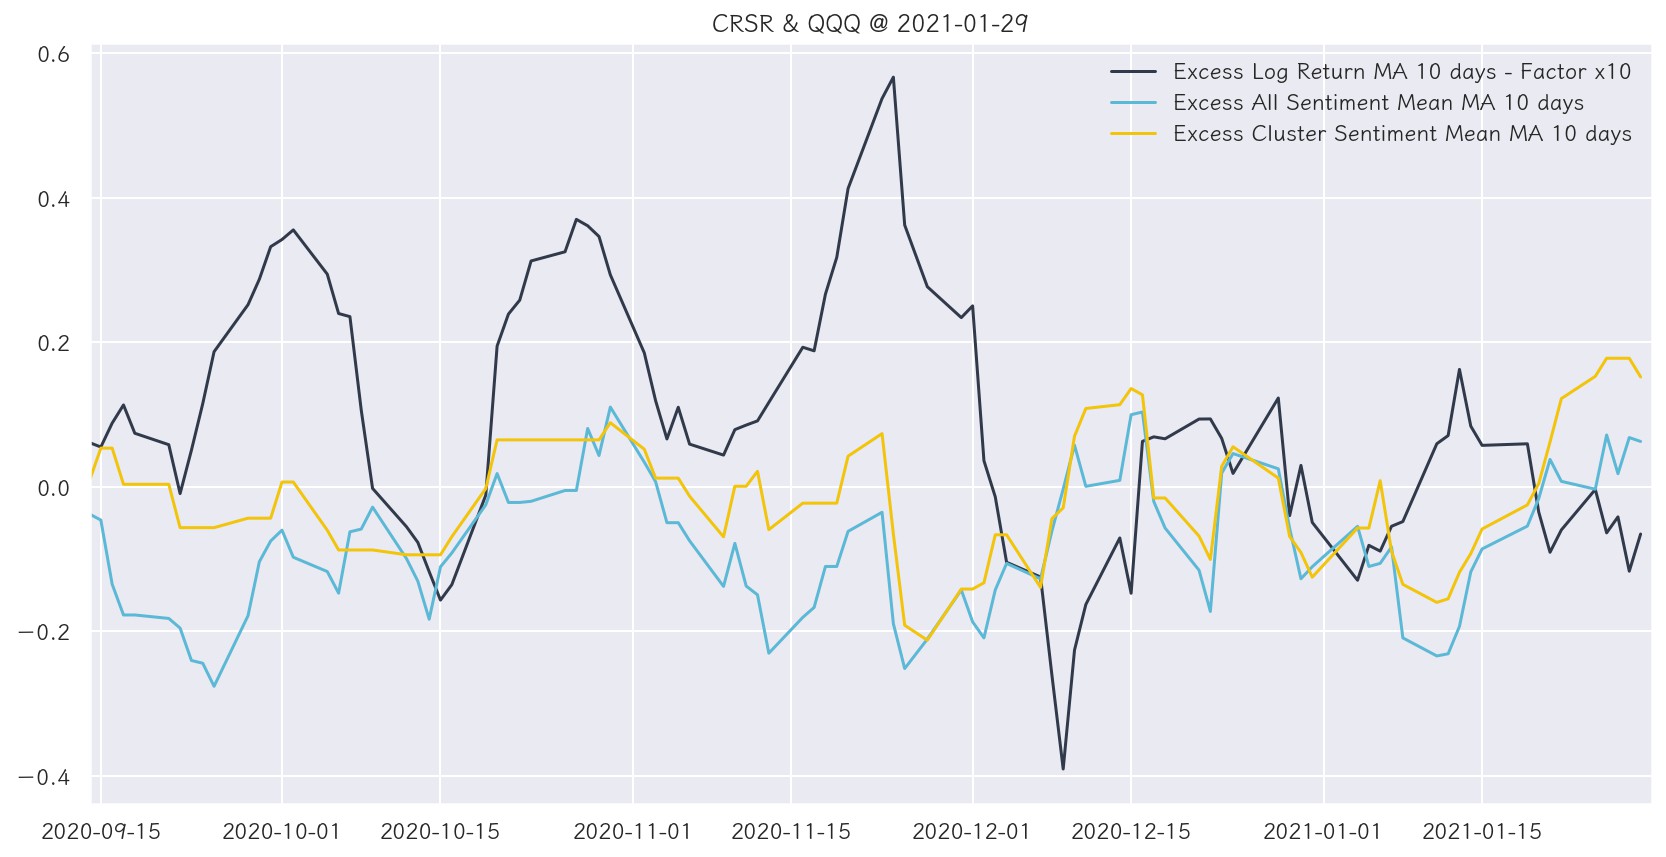 CRSR & QQQ @ 2021-01-29
Excess Log Return MA 10 days - Factor x10
Excess All Sentiment Mean MA 10 days
Excess Cluster Sentiment Mean MA 10 days
0.6
0.4
0.2
0.0
−0.2
−0.4
2020-09-15 2020-10-01 2020-10-15 2020-11-01 2020-11-15 2020-12-01 2020-12-15 2021-01-01 2021-01-15